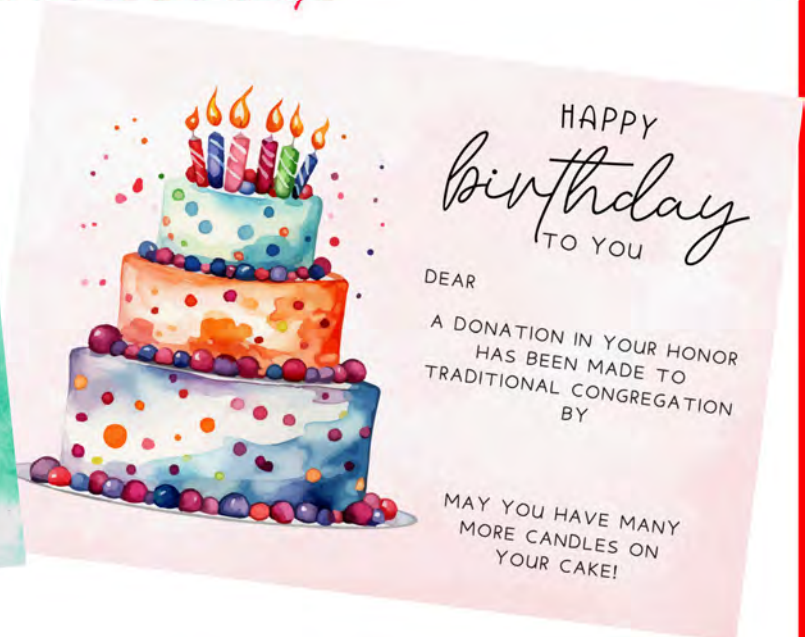 HAPPY
birthday
TO YOU
DEAR
A DONATION IN YOUR HONOR
HAS BEEN MADE TO
TRADITIONAL CONGREGATION
BY
MAY YOU HAVE MANY
MORE CANDLES ON
YOUR CAKE!